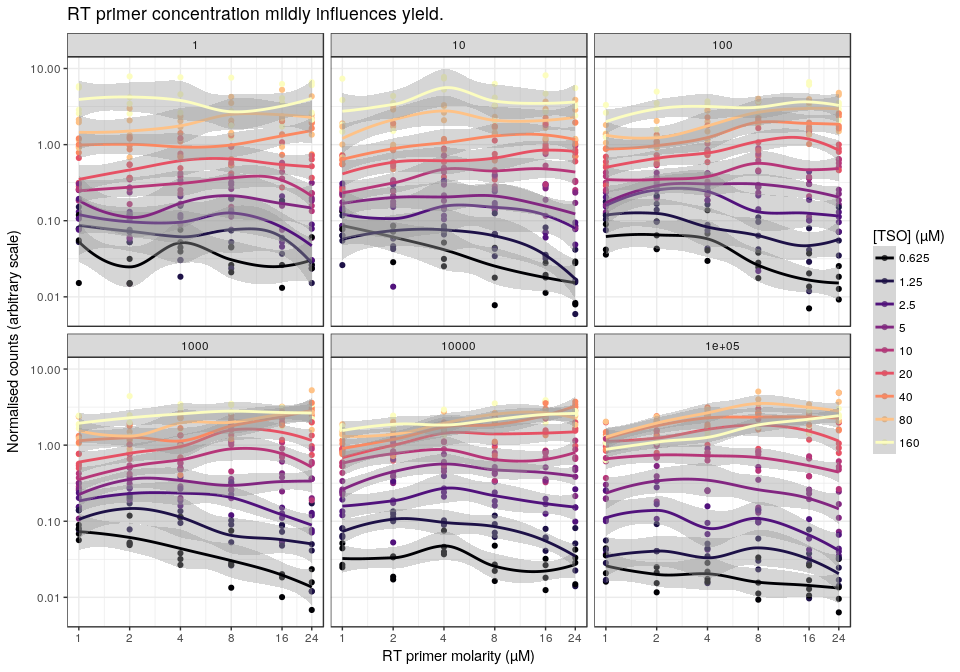 RT primer concentration mildly influences yield.
1 10 100
10.00
1.00
0.10
0.01
1000 10000 1e+05
10.00
1.00
0.10
0.01
1 2 4 8 16 24 1 2 4 8 16 24 1 2 4 8 16 24
RT primer molarity (µM)
Normalised counts (arbitrary scale)
[TSO] (µM)
0.625
1.25
2.5
5
10
20
40
80
160